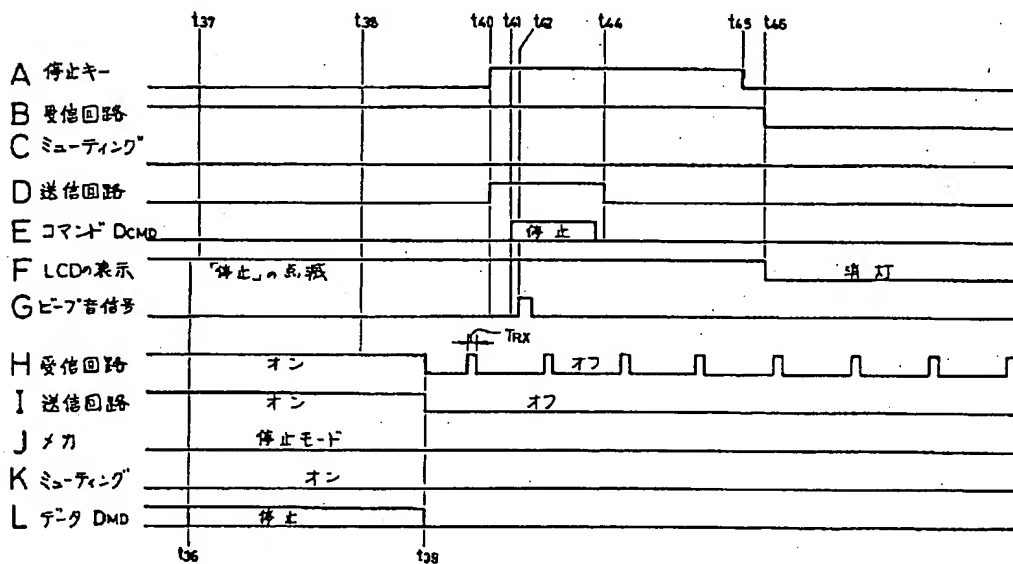 t37 t38 t40 t41 t42 t44 t45 t46
A 停止キー
B 受信回路
C ミューティング
D 送信回路
E コマンド DCMD 停止
F LCDの表示 「停止」の点滅 消灯
G ビープ音信号
TRX
H 受信回路 オン オフ
I 送信回路 オン オフ
J メカ 停止モード
K ミューティング オン
L データ DMD 停止
t36 t39